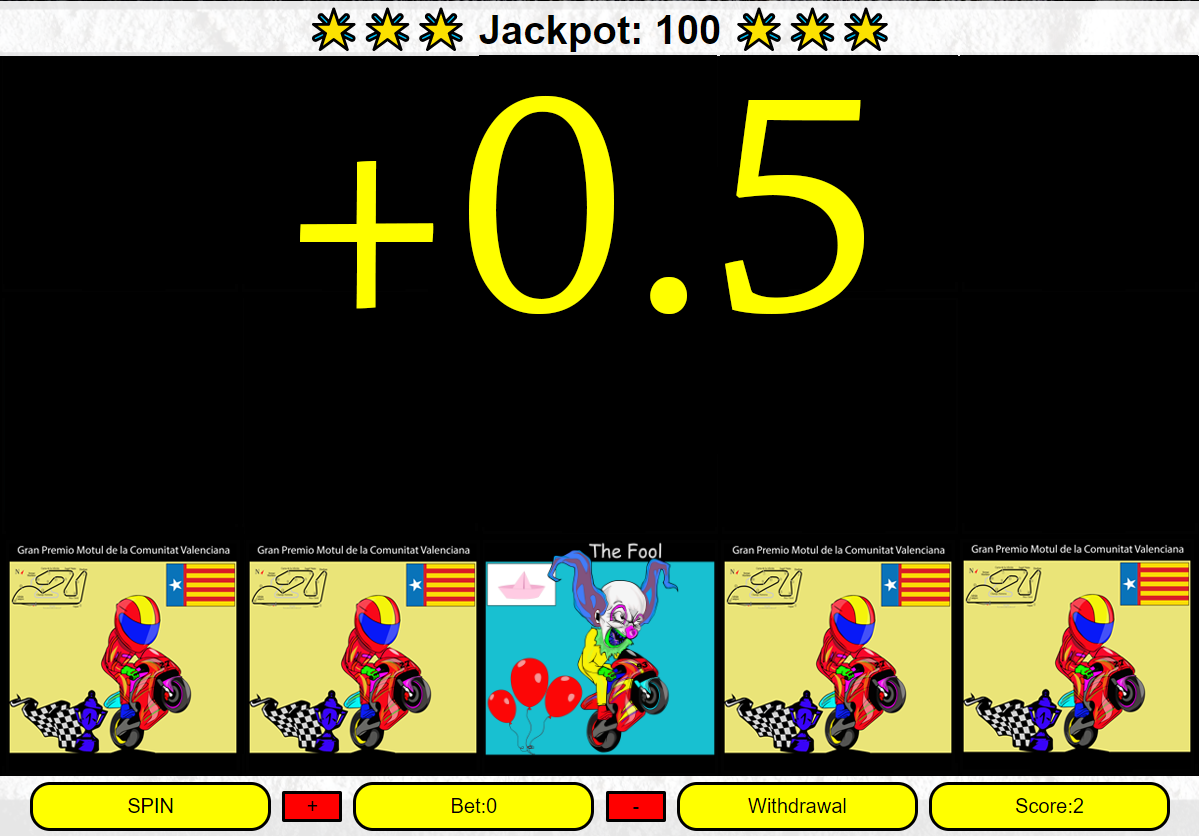 Jackpot: 100
+0.5
Gran Premio Motul de la Comunitat Valenciana
Gran Premio Motul de la Comunitat Valenciana
The Fool
Gran Premio Motul de la Comunitat Valenciana
Gran Premio Motul de la Comunitat Valenciana
SPIN
+
Bet:0
-
Withdrawal
Score:2